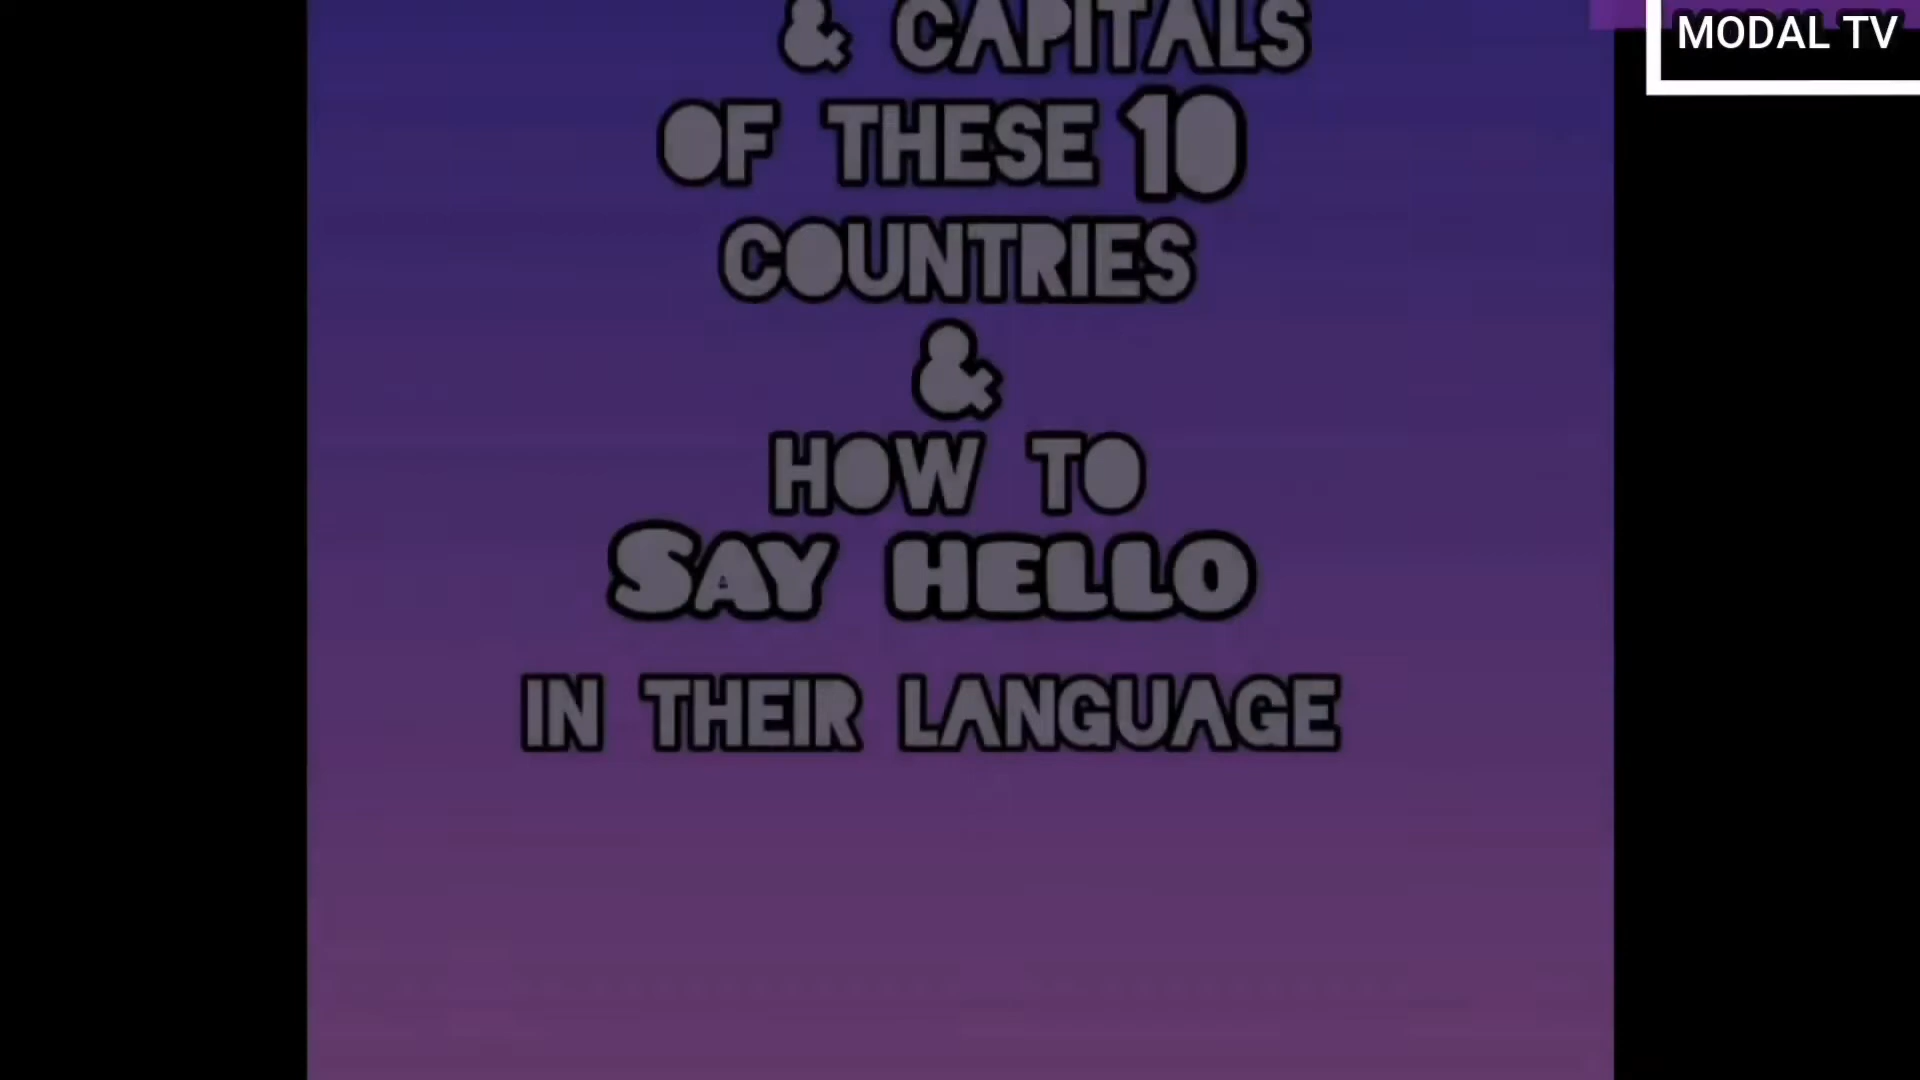 MODAL TV
& CAPITALS
OF THESE 10
COUNTRIES
&
HOW TO
SAY HELLO
IN THEIR LANGUAGE